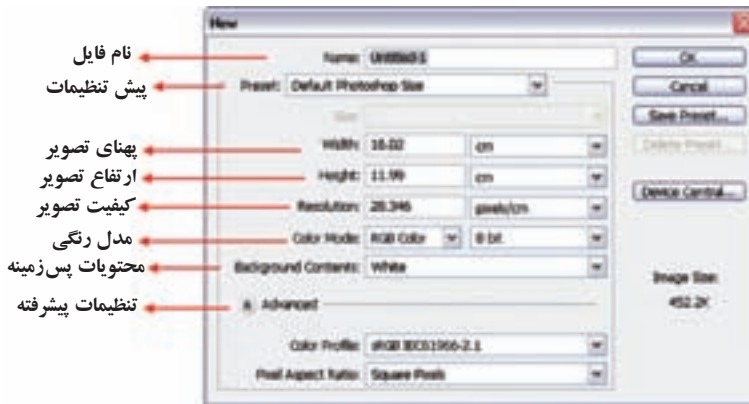 New
نام فایل
Name: Untitled-1
OK
پیش تنظیمات
Preset: Default Photoshop Size
Cancel
Size:
Save Preset...
پهنای تصویر
Width: 16.02 cm
Delete Preset...
ارتفاع تصویر
Height: 11.99 cm
Device Central...
کیفیت تصویر
Resolution: 28.346 pixels/cm
مدل رنگی
Color Mode: RGB Color 8 bit
محتویات پس‌زمینه
Background Contents: White
Image Size:
452.2K
تنظیمات پیشرفته
Advanced
Color Profile: sRGB IEC61966-2.1
Pixel Aspect Ratio: Square Pixels